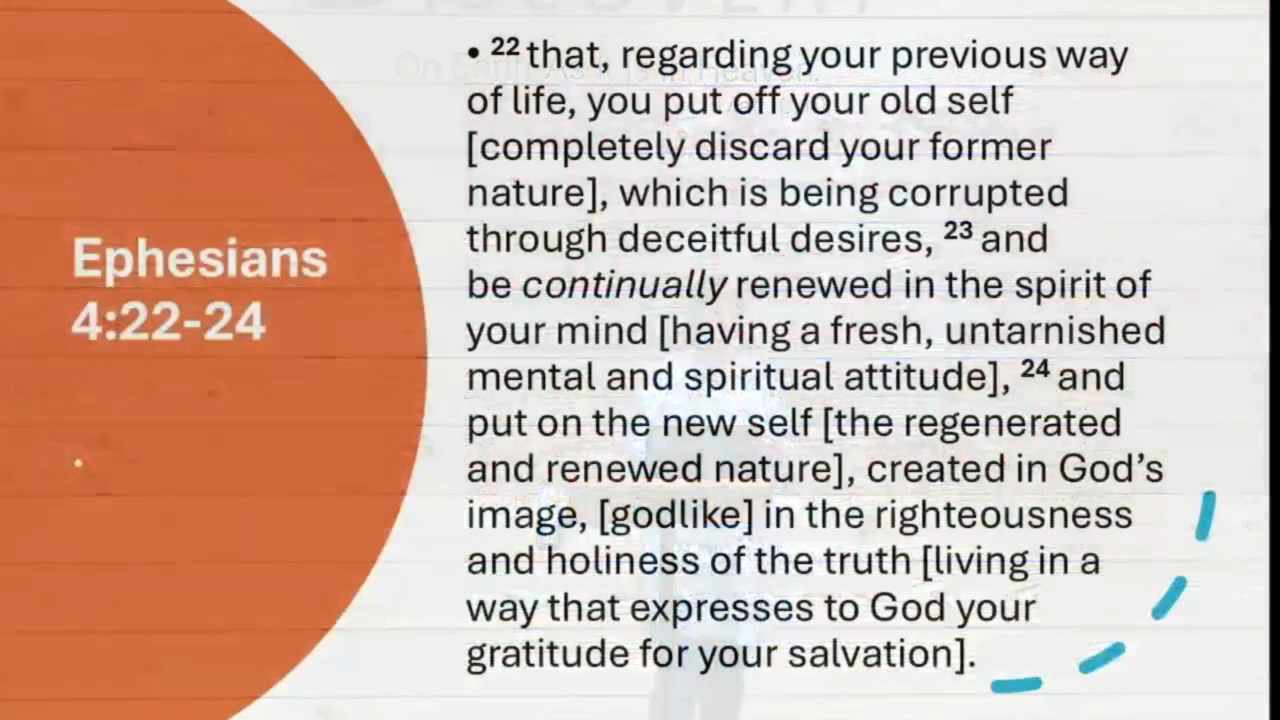 Ephesians
4:22-24
• 22 that, regarding your previous way
of life, you put off your old self
[completely discard your former
nature], which is being corrupted
through deceitful desires, 23 and
be continually renewed in the spirit of
your mind [having a fresh, untarnished
mental and spiritual attitude], 24 and
put on the new self [the regenerated
and renewed nature], created in God’s
image, [godlike] in the righteousness
and holiness of the truth [living in a
way that expresses to God your
gratitude for your salvation].